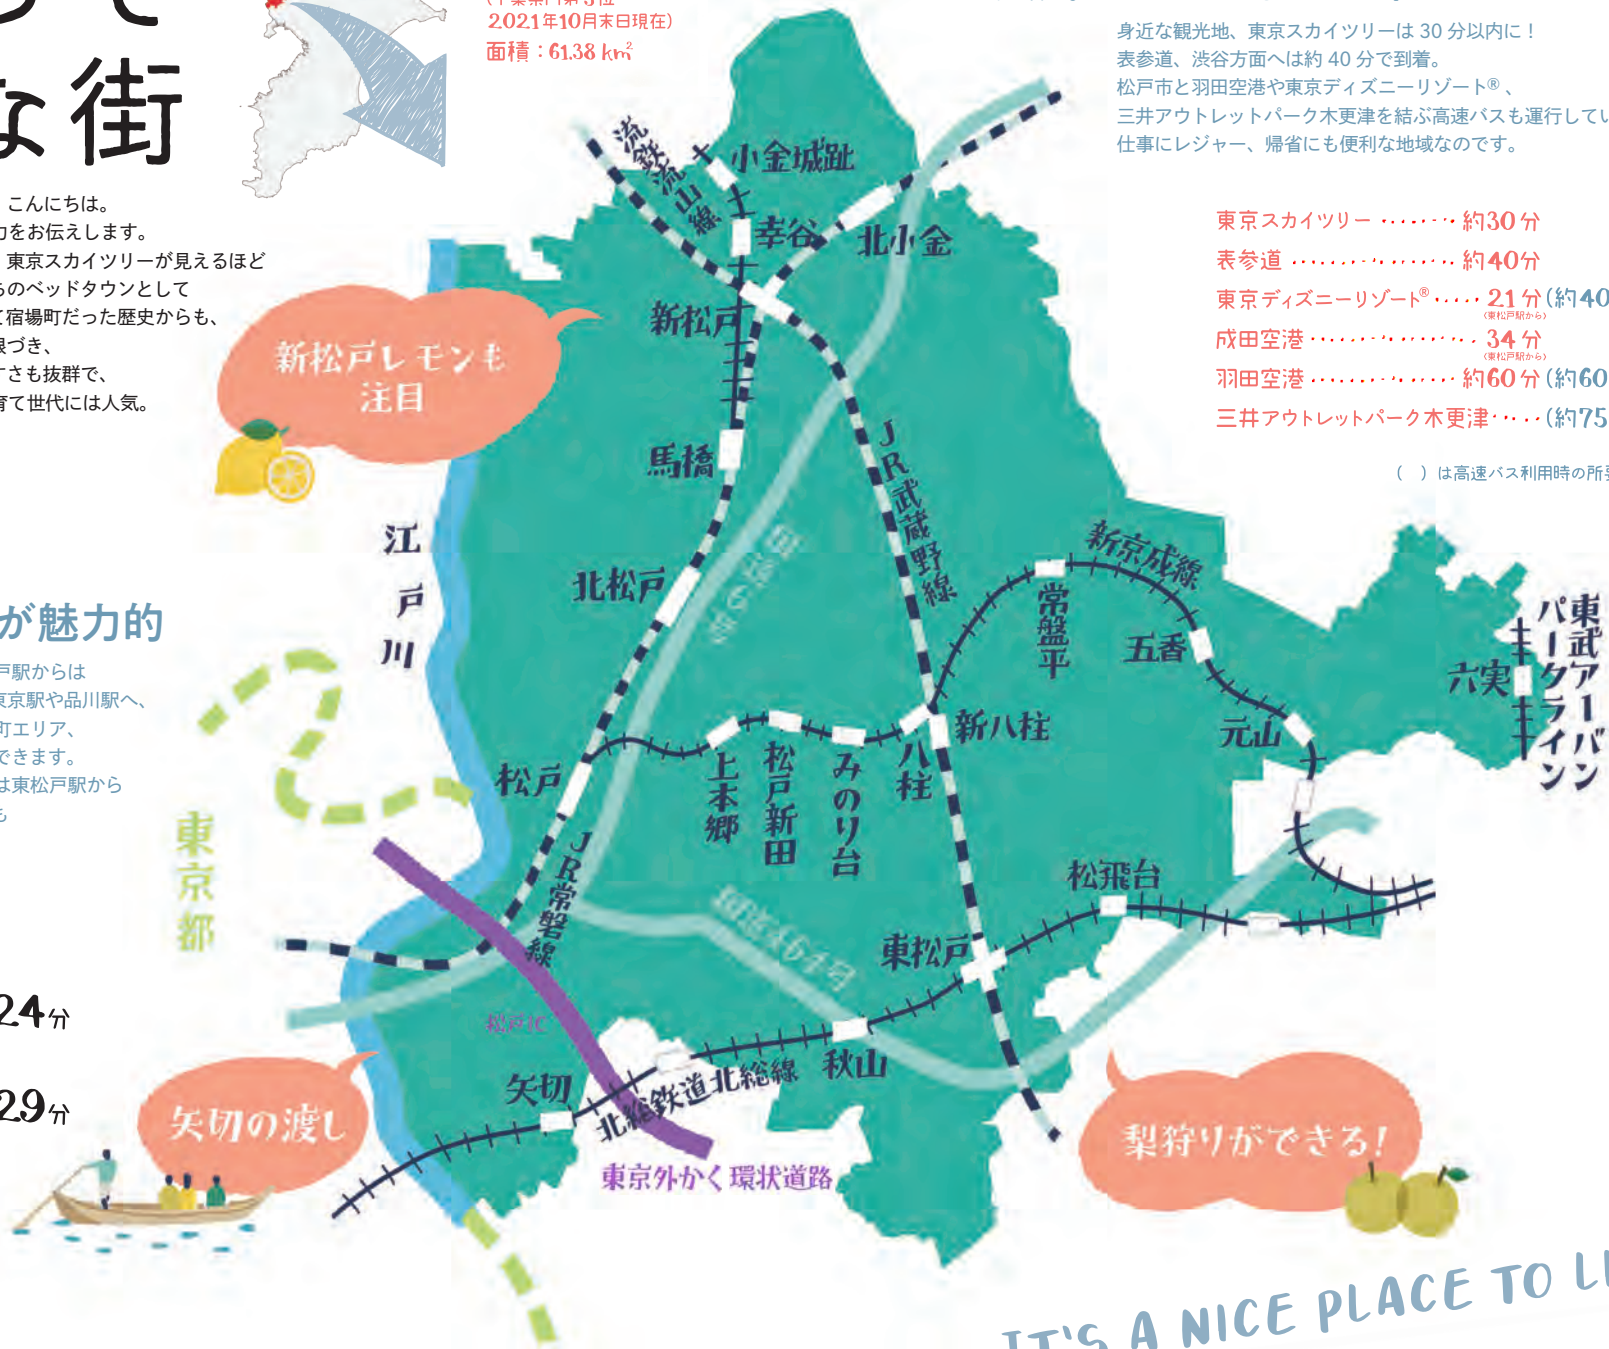 な街
2021年10月末日現在)
面積：61.38 km²
こんにちは。
をお伝えします。
東京スカイツリーが見えるほど
のベッドタウンとして
宿場町だった歴史からも、
づき、
さも抜群で、
育て世代には人気。
身近な観光地、東京スカイツリーは 30 分以内に！
表参道、渋谷方面へは約 40 分で到着。
松戸市と羽田空港や東京ディズニーリゾート®、
三井アウトレットパーク木更津を結ぶ高速バスも運行してい
仕事にレジャー、帰省にも便利な地域なのです。
東京スカイツリー ········ 約30分
表参道 ················· 約40分
東京ディズニーリゾート® ····· 21分 (約40
(東松戸駅から)
成田空港 ················· 34分
(東松戸駅から)
羽田空港 ··············· 約60分 (約60
三井アウトレットパーク木更津 ····· (約75
(　) は高速バス利用時の所要
流鉄流山線
小金城趾
幸谷
北小金
新松戸
新松戸レモンも
注目
馬橋
JR武蔵野線
江戸川
国道6号
北松戸
新京成線
常盤平
五香
六実
東武アーバン
パークライン
元山
が魅力的
戸駅からは
東京駅や品川駅へ、
町エリア、
できます。
は東松戸駅から
も
松戸
上本郷
松戸新田
みのり台
八柱
新八柱
東京都
JR常磐線
国道464号
松飛台
東松戸
24分
29分
松戸IC
矢切
北総鉄道北総線
秋山
矢切の渡し
東京外かく環状道路
梨狩りができる！
IT'S A NICE PLACE TO LI